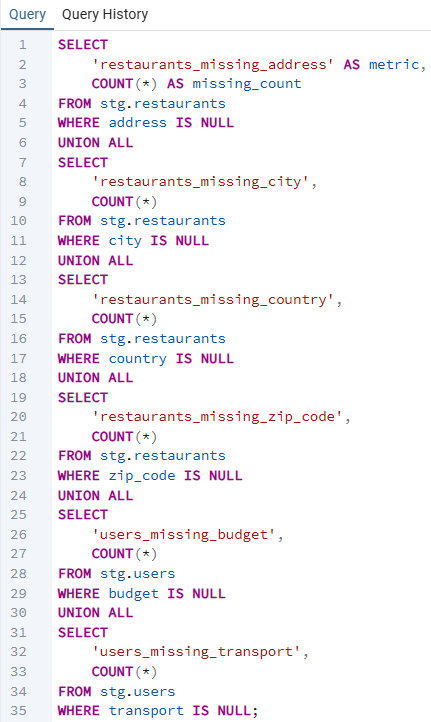 Query Query History
1 SELECT
2 'restaurants_missing_address' AS metric,
3 COUNT(*) AS missing_count
4 FROM stg.restaurants
5 WHERE address IS NULL
6 UNION ALL
7 SELECT
8 'restaurants_missing_city',
9 COUNT(*)
10 FROM stg.restaurants
11 WHERE city IS NULL
12 UNION ALL
13 SELECT
14 'restaurants_missing_country',
15 COUNT(*)
16 FROM stg.restaurants
17 WHERE country IS NULL
18 UNION ALL
19 SELECT
20 'restaurants_missing_zip_code',
21 COUNT(*)
22 FROM stg.restaurants
23 WHERE zip_code IS NULL
24 UNION ALL
25 SELECT
26 'users_missing_budget',
27 COUNT(*)
28 FROM stg.users
29 WHERE budget IS NULL
30 UNION ALL
31 SELECT
32 'users_missing_transport',
33 COUNT(*)
34 FROM stg.users
35 WHERE transport IS NULL;